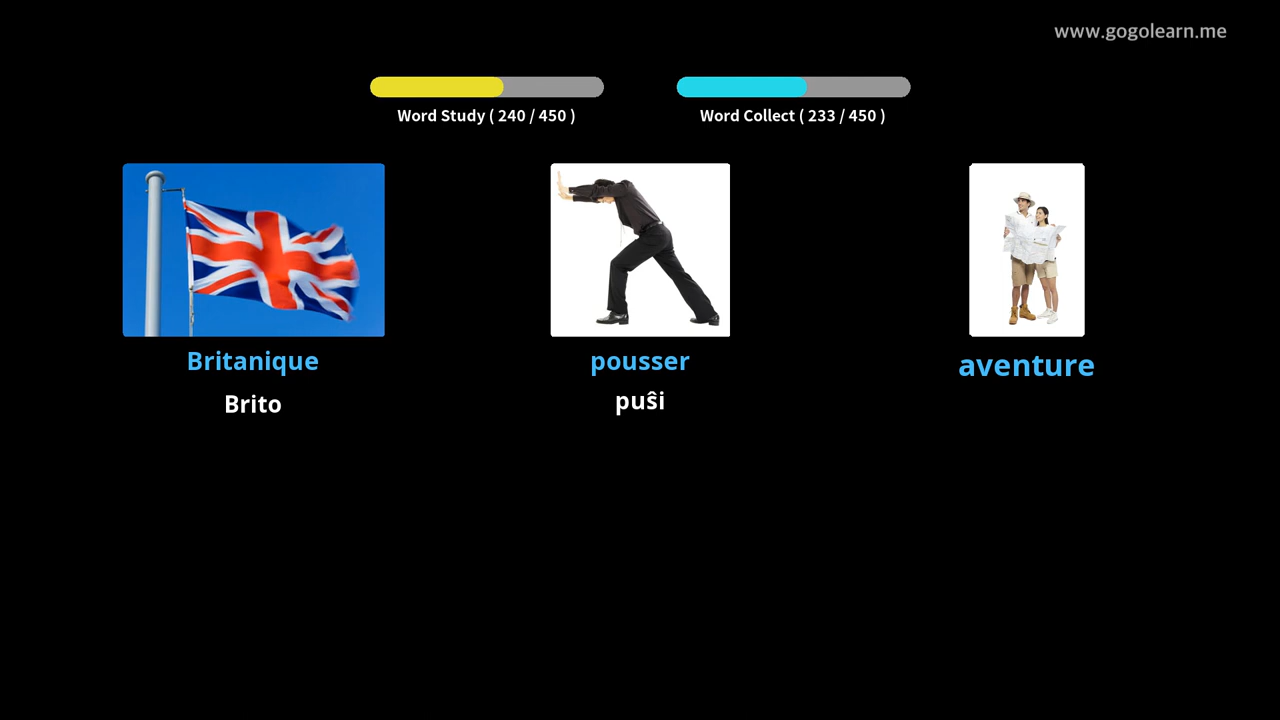 www.gogolearn.me
Word Study ( 240 / 450 )
Word Collect ( 233 / 450 )
Britanique
pousser
aventure
Brito
puŝi